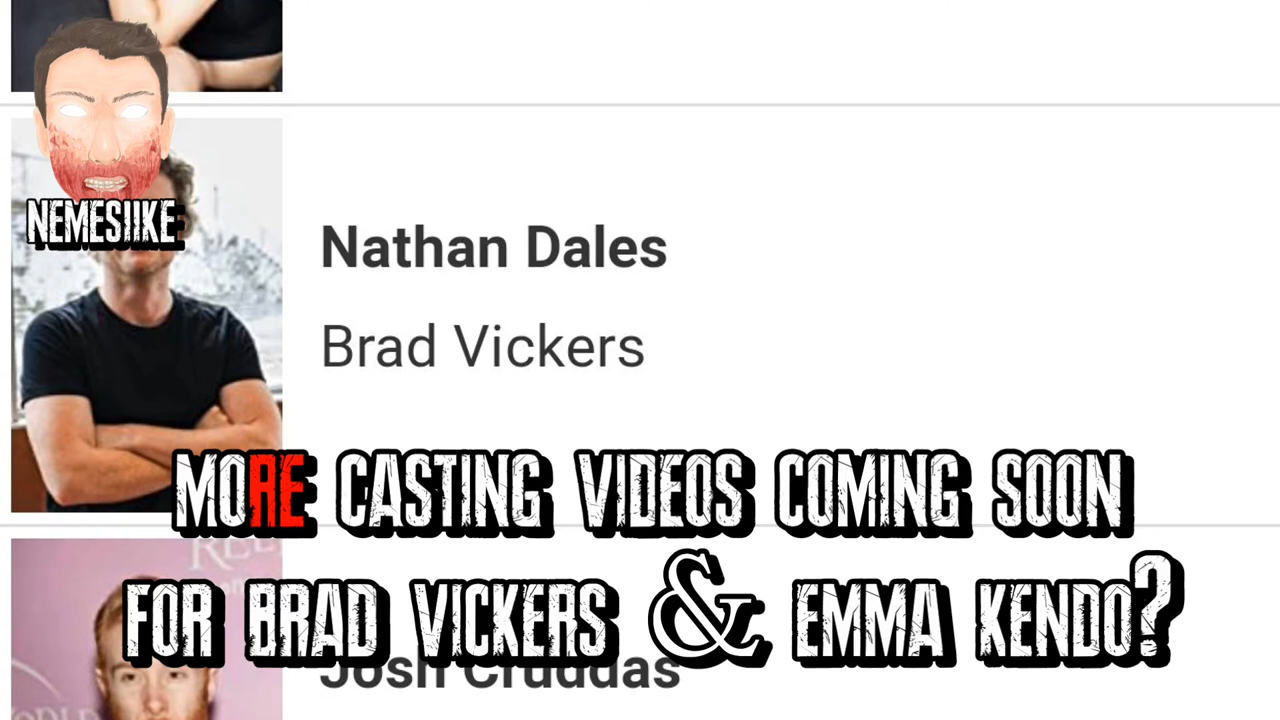 NEMESIIKE
Nathan Dales
Brad Vickers
MORE CASTING VIDEOS COMING SOON
FOR BRAD VICKERS & EMMA KENDO?
Josh Cruddas